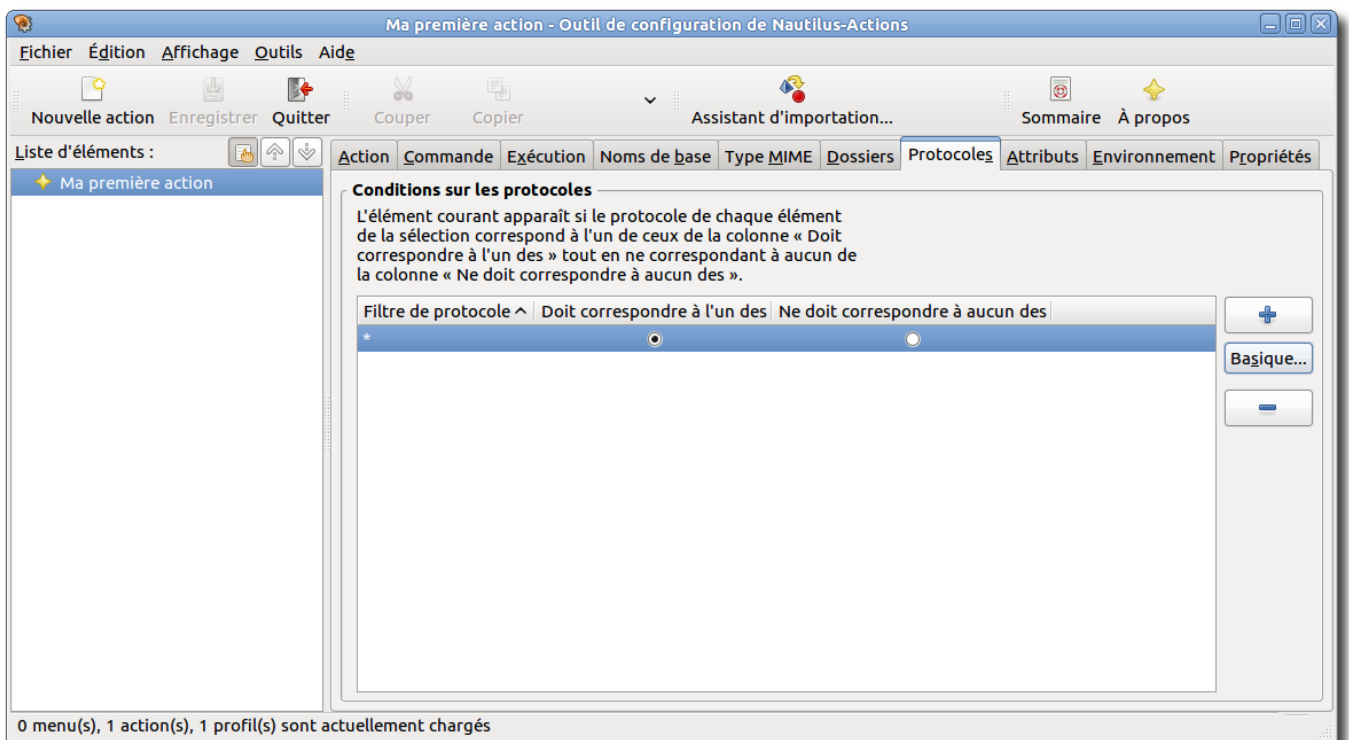 Ma première action - Outil de configuration de Nautilus-Actions
Fichier Édition Affichage Outils Aide
Nouvelle action Enregistrer Quitter Couper Copier Assistant d'importation... Sommaire À propos
Liste d'éléments :
Ma première action
Action Commande Exécution Noms de base Type MIME Dossiers Protocoles Attributs Environnement Propriétés
Conditions sur les protocoles
L'élément courant apparaît si le protocole de chaque élément
de la sélection correspond à l'un de ceux de la colonne « Doit
correspondre à l'un des » tout en ne correspondant à aucun de
la colonne « Ne doit correspondre à aucun des ».
Filtre de protocole Doit correspondre à l'un des Ne doit correspondre à aucun des
*
Basique...
0 menu(s), 1 action(s), 1 profil(s) sont actuellement chargés